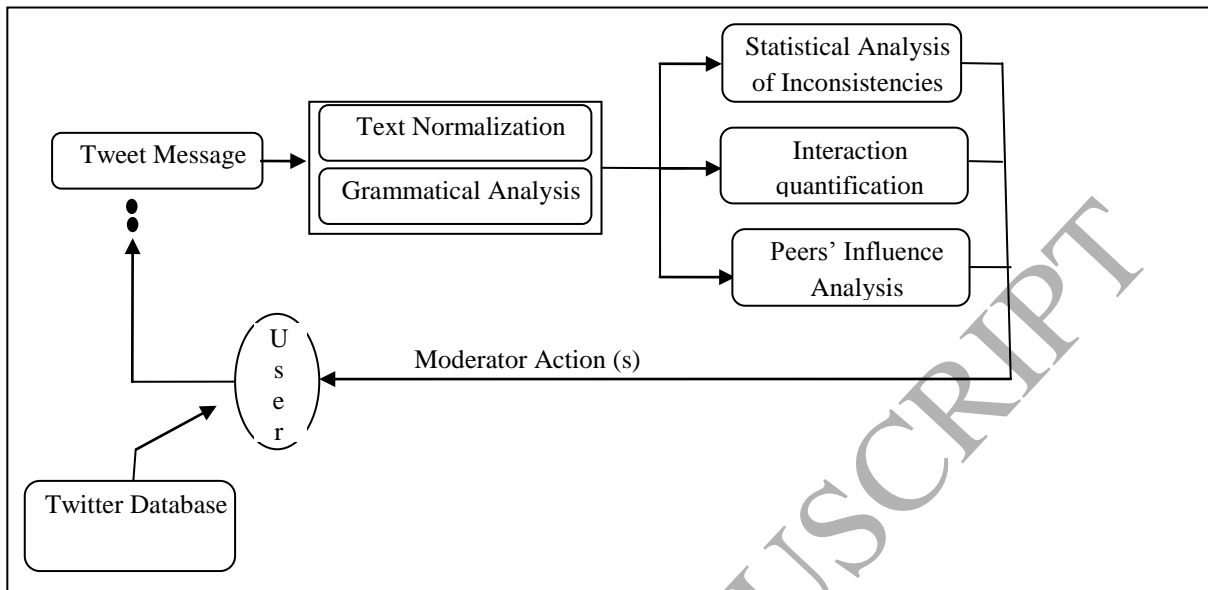 Statistical Analysis
of Inconsistencies
Text Normalization
Tweet Message
Grammatical Analysis
Interaction
quantification
Peers' Influence
Analysis
U
s
e
r
Moderator Action (s)
Twitter Database
USCRIPT